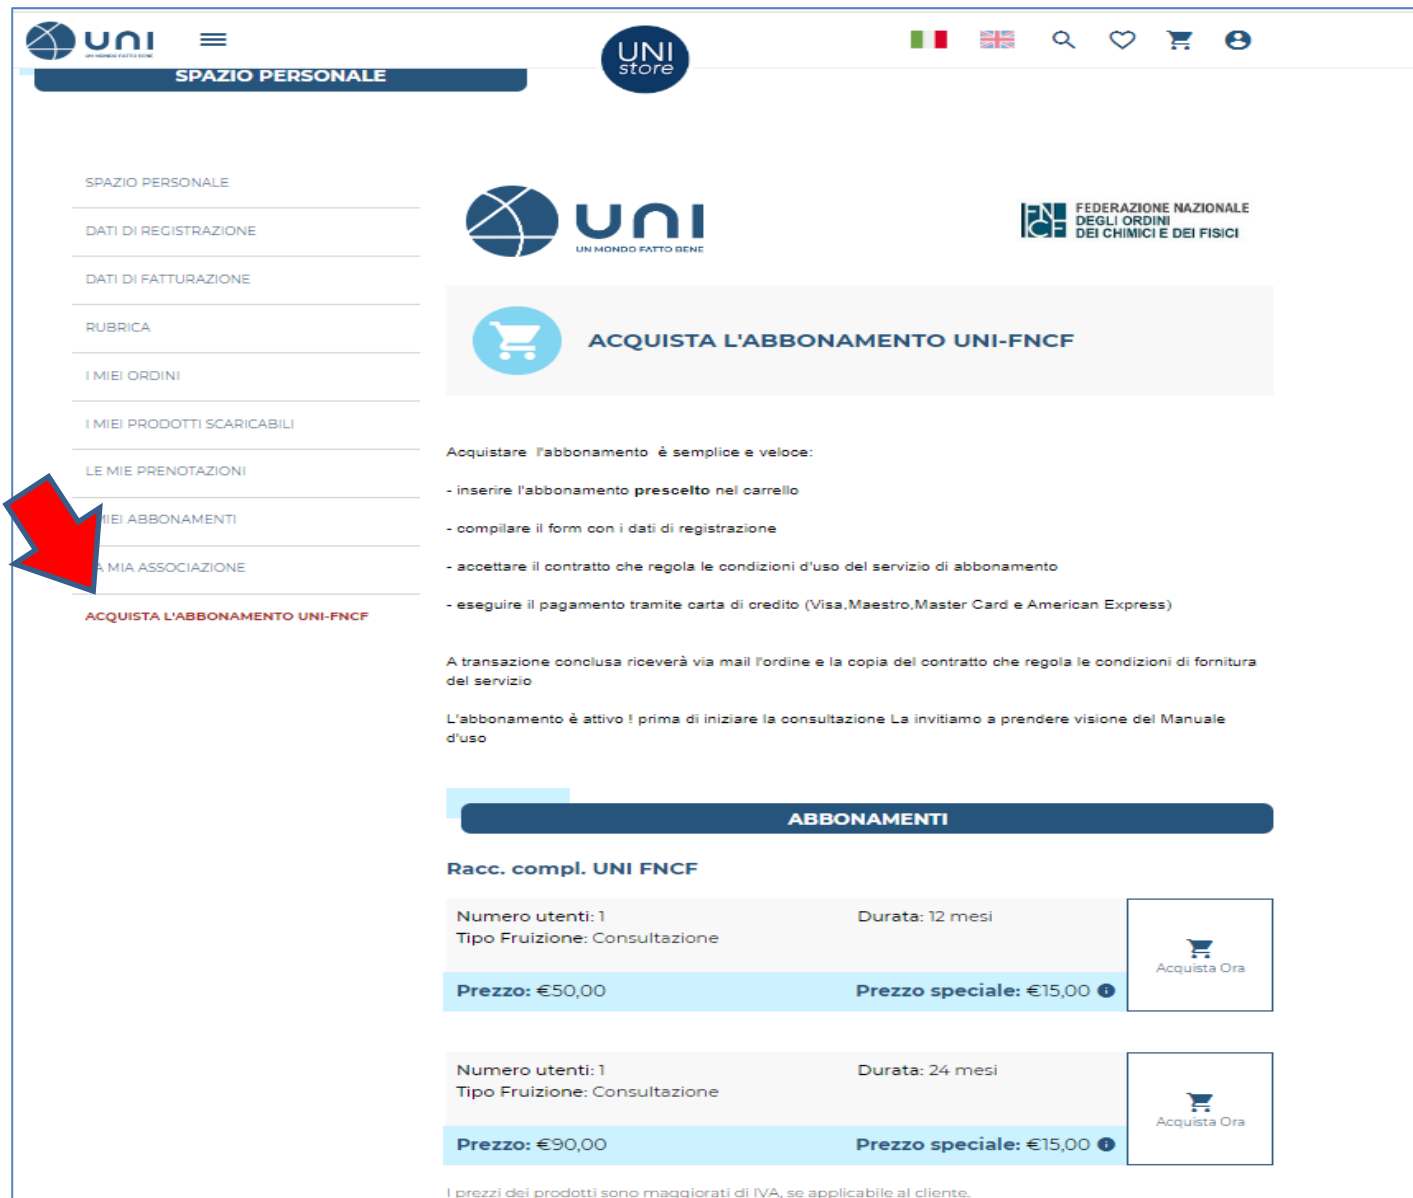 UNI
UN MONDO FATTO BENE
UNI
store
SPAZIO PERSONALE
SPAZIO PERSONALE
DATI DI REGISTRAZIONE
DATI DI FATTURAZIONE
RUBRICA
I MIEI ORDINI
I MIEI PRODOTTI SCARICABILI
LE MIE PRENOTAZIONI
MIEI ABBONAMENTI
A MIA ASSOCIAZIONE
ACQUISTA L'ABBONAMENTO UNI-FNCF
UNI
UN MONDO FATTO BENE
FNCF
FEDERAZIONE NAZIONALE
DEGLI ORDINI
DEI CHIMICI E DEI FISICI
ACQUISTA L'ABBONAMENTO UNI-FNCF
Acquistare l'abbonamento è semplice e veloce:
- inserire l'abbonamento prescelto nel carrello
- compilare il form con i dati di registrazione
- accettare il contratto che regola le condizioni d'uso del servizio di abbonamento
- eseguire il pagamento tramite carta di credito (Visa,Maestro,Master Card e American Express)
A transazione conclusa riceverà via mail l'ordine e la copia del contratto che regola le condizioni di fornitura
del servizio
L'abbonamento è attivo ! prima di iniziare la consultazione La invitiamo a prendere visione del Manuale
d'uso
ABBONAMENTI
Racc. compl. UNI FNCF
Numero utenti: 1 Durata: 12 mesi
Tipo Fruizione: Consultazione
Acquista Ora
Prezzo: €50,00 Prezzo speciale: €15,00
Numero utenti: 1 Durata: 24 mesi
Tipo Fruizione: Consultazione
Acquista Ora
Prezzo: €90,00 Prezzo speciale: €15,00
I prezzi dei prodotti sono maggiorati di IVA, se applicabile al cliente.